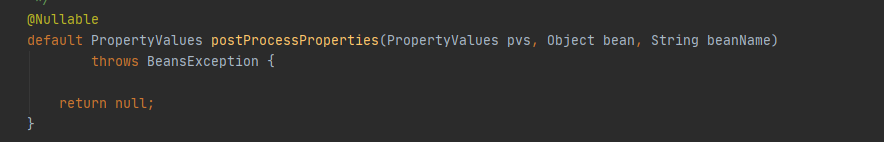 */
@Nullable
default PropertyValues postProcessProperties(PropertyValues pvs, Object bean, String beanName)
throws BeansException {
return null;
}